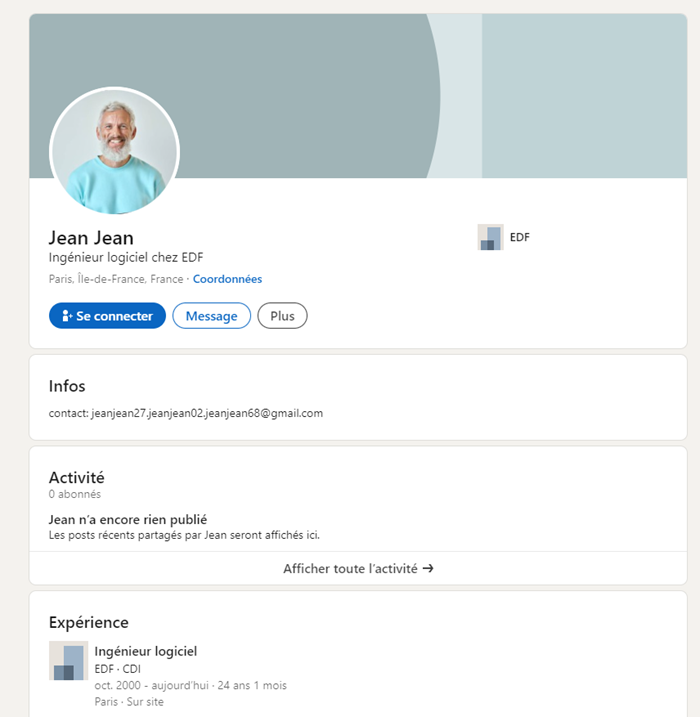 Jean Jean
EDF
Ingénieur logiciel chez EDF
Paris, Île-de-France, France · Coordonnées
Se connecter
Message
Plus
Infos
contact: jeanjean27.jeanjean02.jeanjean68@gmail.com
Activité
0 abonnés
Jean n'a encore rien publié
Les posts récents partagés par Jean seront affichés ici.
Afficher toute l'activité →
Expérience
Ingénieur logiciel
EDF · CDI
oct. 2000 - aujourd'hui · 24 ans 1 mois
Paris · Sur site